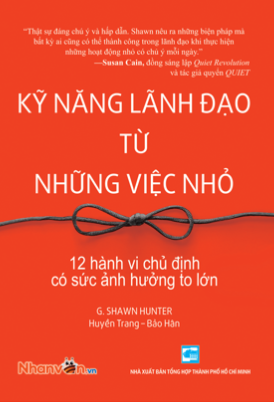 "Thật sự đáng chú ý và hấp dẫn. Shawn nêu ra những biện pháp mà
bất kỳ ai cũng có thể thành công trong lãnh đạo khi thực hiện
những hoạt động nhỏ có chú ý mỗi ngày."
—Susan Cain, đồng sáng lập Quiet Revolution
và tác giả quyển QUIET
KỸ NĂNG LÃNH ĐẠO
TỪ
NHỮNG VIỆC NHỎ
12 hành vi chủ định
có sức ảnh hưởng to lớn
G. SHAWN HUNTER
Huyền Trang – Bảo Hân
Nhanvăn.vn
NHÀ XUẤT BẢN TỔNG HỢP THÀNH PHỐ HỒ CHÍ MINH